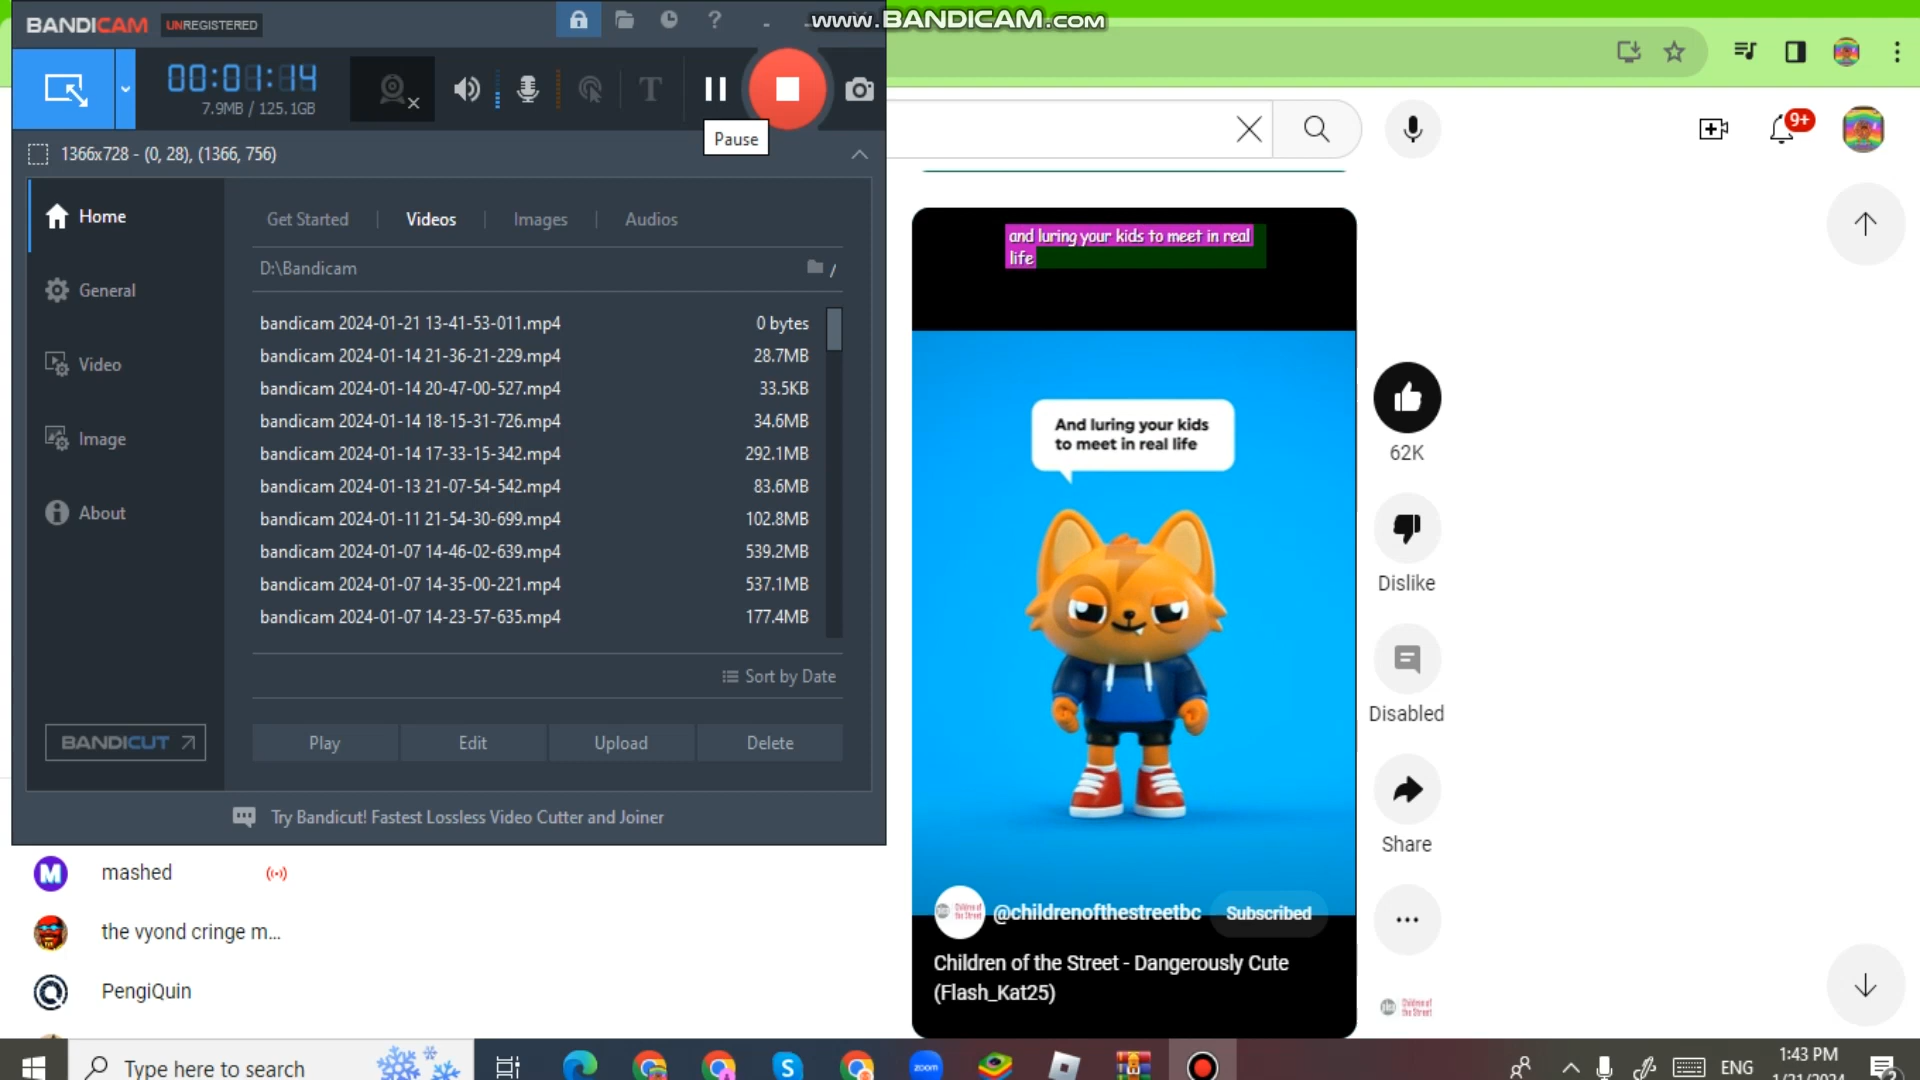 BANDICAM UNREGISTERED
www.BANDICAM.com
00:01:14
7.9MB / 125.1GB
T
Pause
1366x728 - (0, 28), (1366, 756)
9+
Home
General
Video
Image
About
BANDICUT
Get Started
Videos
Images
Audios
D:\Bandicam
/
bandicam 2024-01-21 13-41-53-011.mp4 0 bytes
bandicam 2024-01-14 21-36-21-229.mp4 28.7MB
bandicam 2024-01-14 20-47-00-527.mp4 33.5KB
bandicam 2024-01-14 18-15-31-726.mp4 34.6MB
bandicam 2024-01-14 17-33-15-342.mp4 292.1MB
bandicam 2024-01-13 21-07-54-542.mp4 83.6MB
bandicam 2024-01-11 21-54-30-699.mp4 102.8MB
bandicam 2024-01-07 14-46-02-639.mp4 539.2MB
bandicam 2024-01-07 14-35-00-221.mp4 537.1MB
bandicam 2024-01-07 14-23-57-635.mp4 177.4MB
Sort by Date
Play
Edit
Upload
Delete
Try Bandicut! Fastest Lossless Video Cutter and Joiner
mashed
the vyond cringe m...
PengiQuin
and luring your kids to meet in real
life
And luring your kids
to meet in real life
@childrenofthestreetbc Subscribed
Children of the Street - Dangerously Cute
(Flash_Kat25)
62K
Dislike
Disabled
Share
Children of
the Street
Type here to search
zoom
ENG
1:43 PM
1/21/2024
2